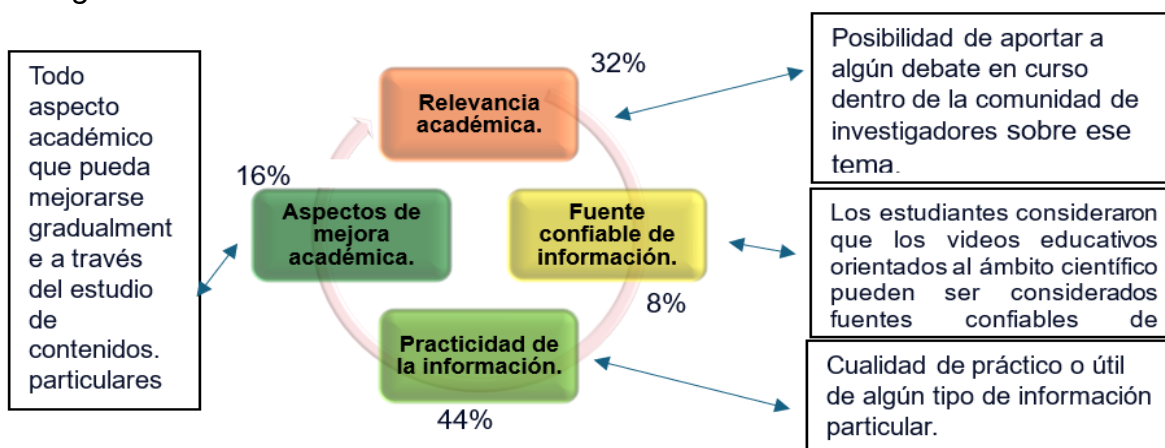 Todo
aspecto
académico
que pueda
mejorarse
gradualment
e a través
del estudio
de
contenidos.
particulares
32%
Relevancia
académica.
16%
Aspectos de
mejora
académica.
Fuente
confiable de
información.
8%
Practicidad de
la información.
44%
Posibilidad de aportar a
algún debate en curso
dentro de la comunidad de
investigadores sobre ese
tema.
Los estudiantes consideraron
que los videos educativos
orientados al ámbito científico
pueden ser considerados
fuentes confiables de
Cualidad de práctico o útil
de algún tipo de información
particular.